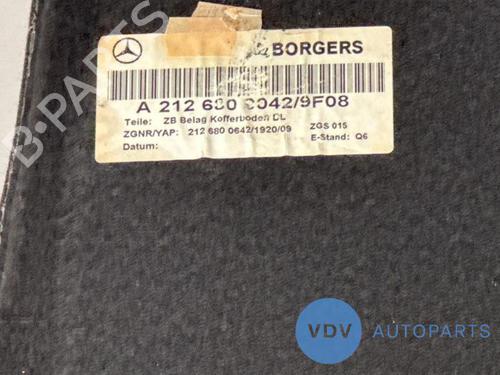 BORGERS
A 212 680 0042/9F08
Teile: ZB Belag Kofferboden DL
ZGNR/YAP: 212 680 0642/1920/09 ZGS 015
Datum: E-Stand: Q6
B-PARTS
VDV AUTOPARTS